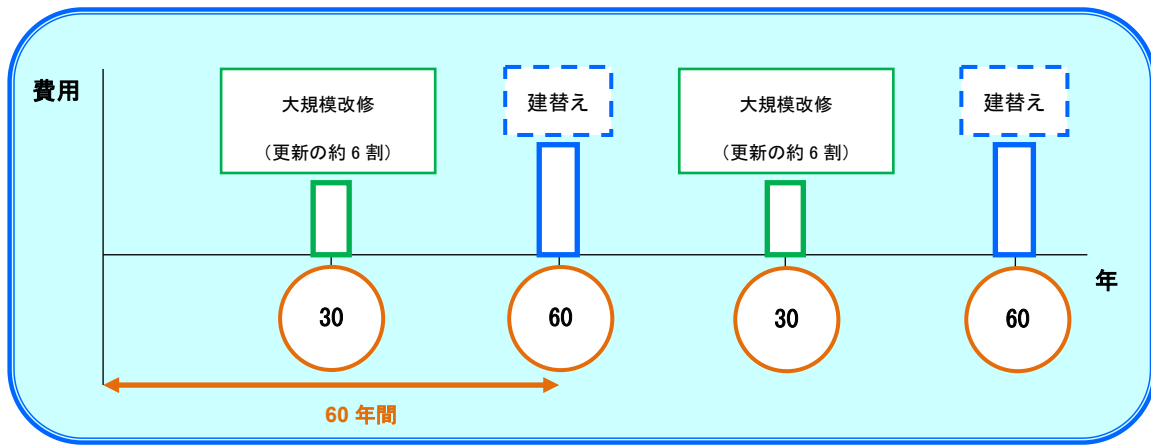 費用
大規模改修
（更新の約 6 割）
建替え
大規模改修
（更新の約 6 割）
建替え
年
30
60
30
60
60 年間